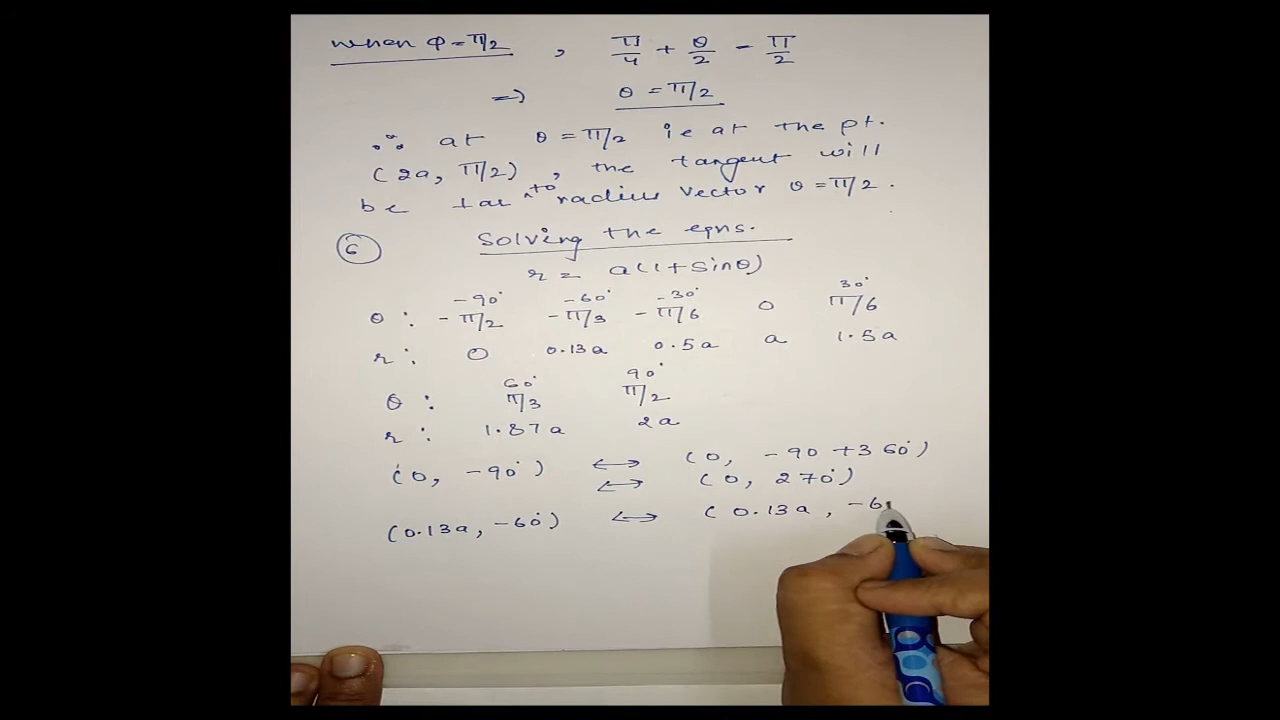 when φ = π/2 , π/4 + θ/2 - π/2
=> θ = π/2
∴ at θ = π/2 ie at the pt.
(2a, π/2), the tangent will
be tar to radius vector θ = π/2.
6 Solving the eqns.
r = a(1+sinθ)
-90° -60° -30° 30°
θ : -π/2 -π/3 -π/6 0 π/6
r : 0 0.13a 0.5a a 1.5a
60° 90°
θ : π/3 π/2
r : 1.87a 2a
(0, -90°) ↔ (0, -90 + 360°)
↔ (0, 270°)
(0.13a, -60°) ↔ (0.13a, -6